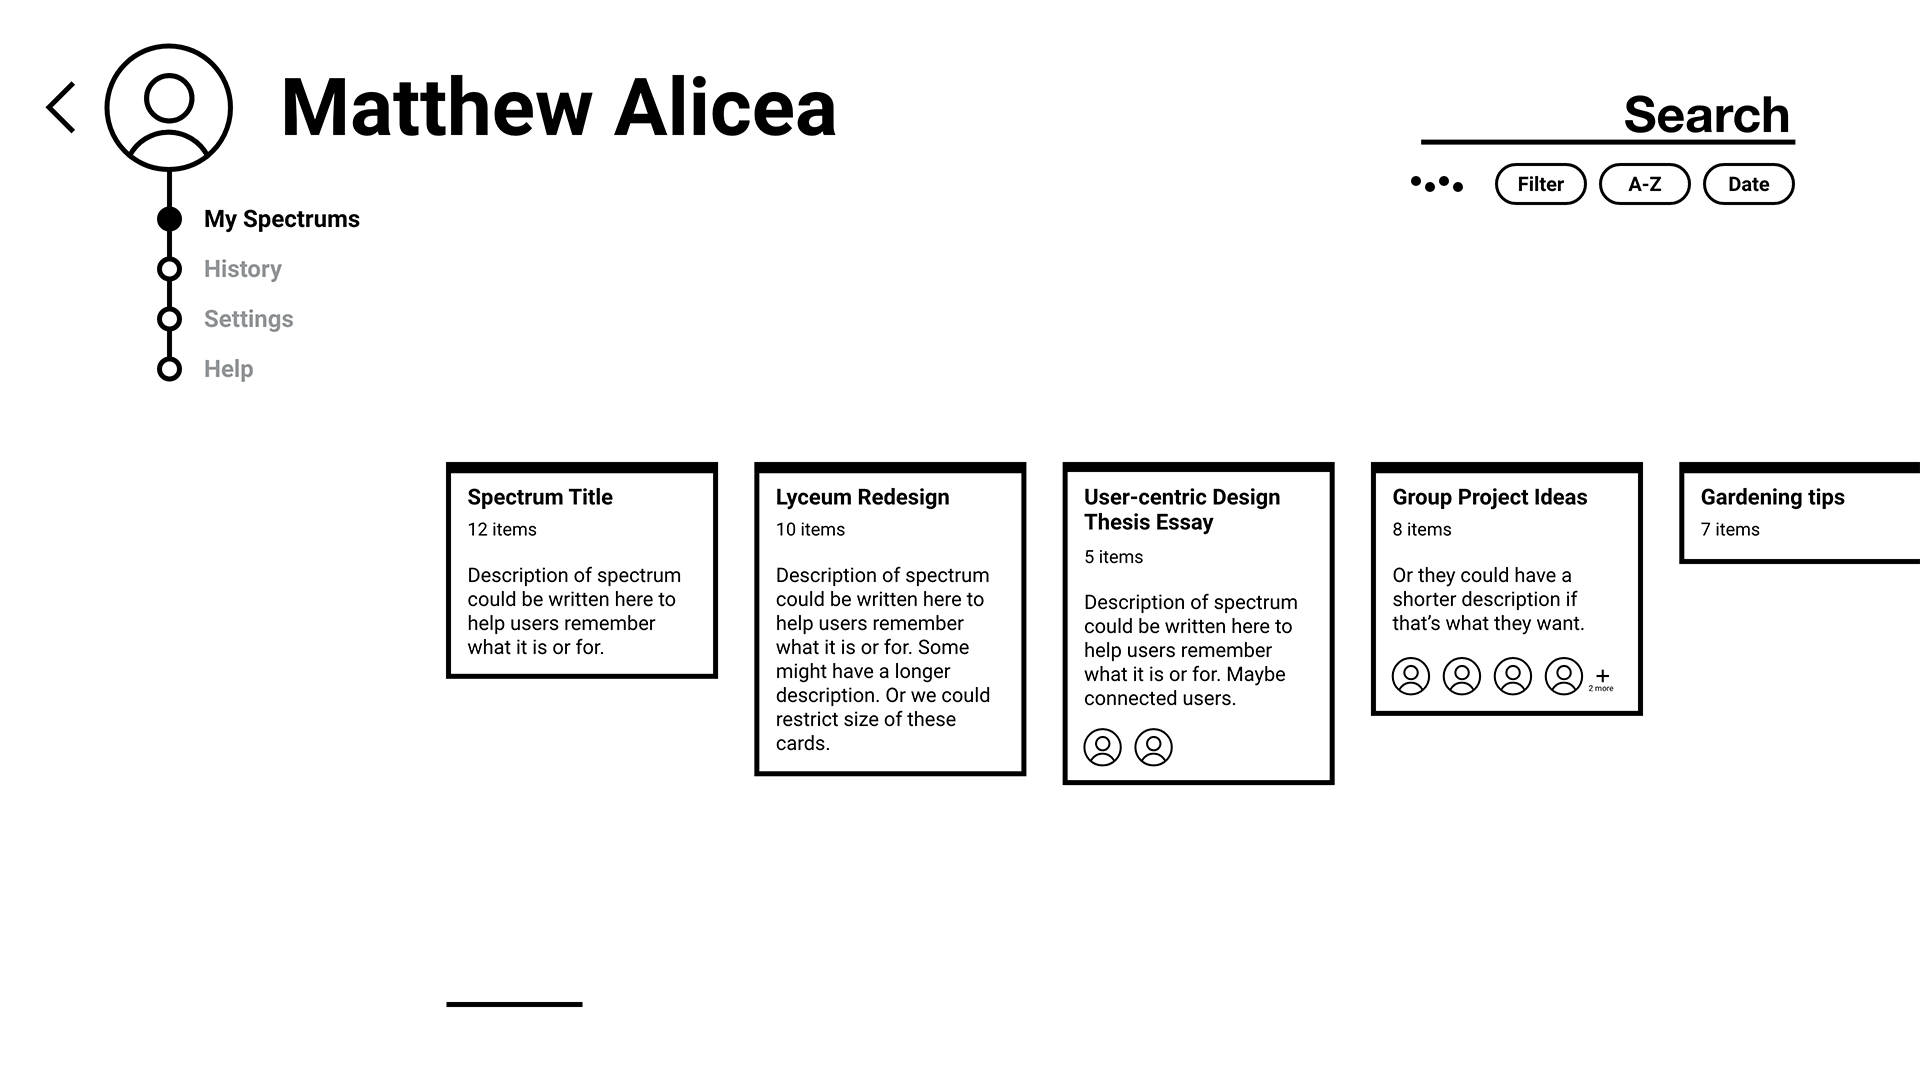 Matthew Alicea
Search
Filter
A-Z
Date
My Spectrums
History
Settings
Help
Spectrum Title
12 items
Description of spectrum
could be written here to
help users remember
what it is or for.
Lyceum Redesign
10 items
Description of spectrum
could be written here to
help users remember
what it is or for. Some
might have a longer
description. Or we could
restrict size of these
cards.
User-centric Design
Thesis Essay
5 items
Description of spectrum
could be written here to
help users remember
what it is or for. Maybe
connected users.
Group Project Ideas
8 items
Or they could have a
shorter description if
that’s what they want.
+
2 more
Gardening tips
7 items